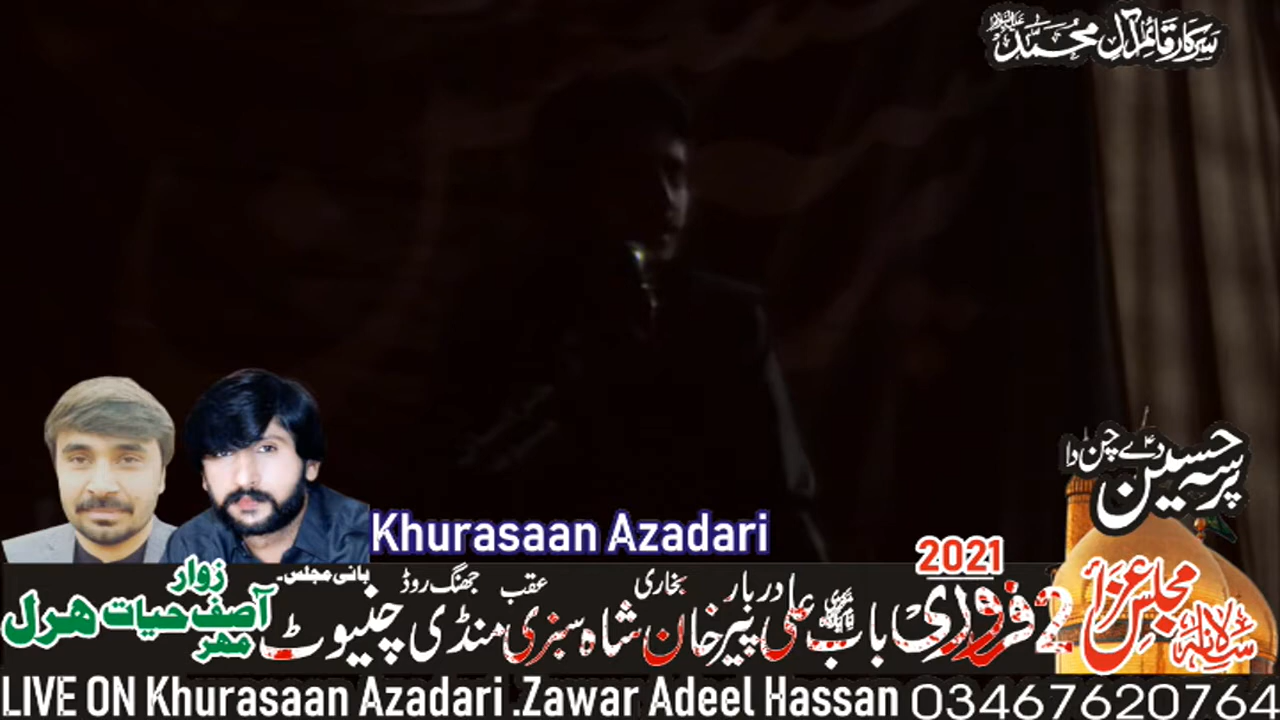 سرکار قائم آل محمدؐ
پرسہ حسینؑ دے چن دا
Khurasaan Azadari
سالانہ مجلس عزا
2 فروری 2021
باب علی دربار پیر خان شاہ بخاری عقب سبزی منڈی جھنگ روڈ چنیوٹ
بانی مجلس۔
زوار
مہر آصف حیات ھرل
LIVE ON Khurasaan Azadari .Zawar Adeel Hassan 03467620764